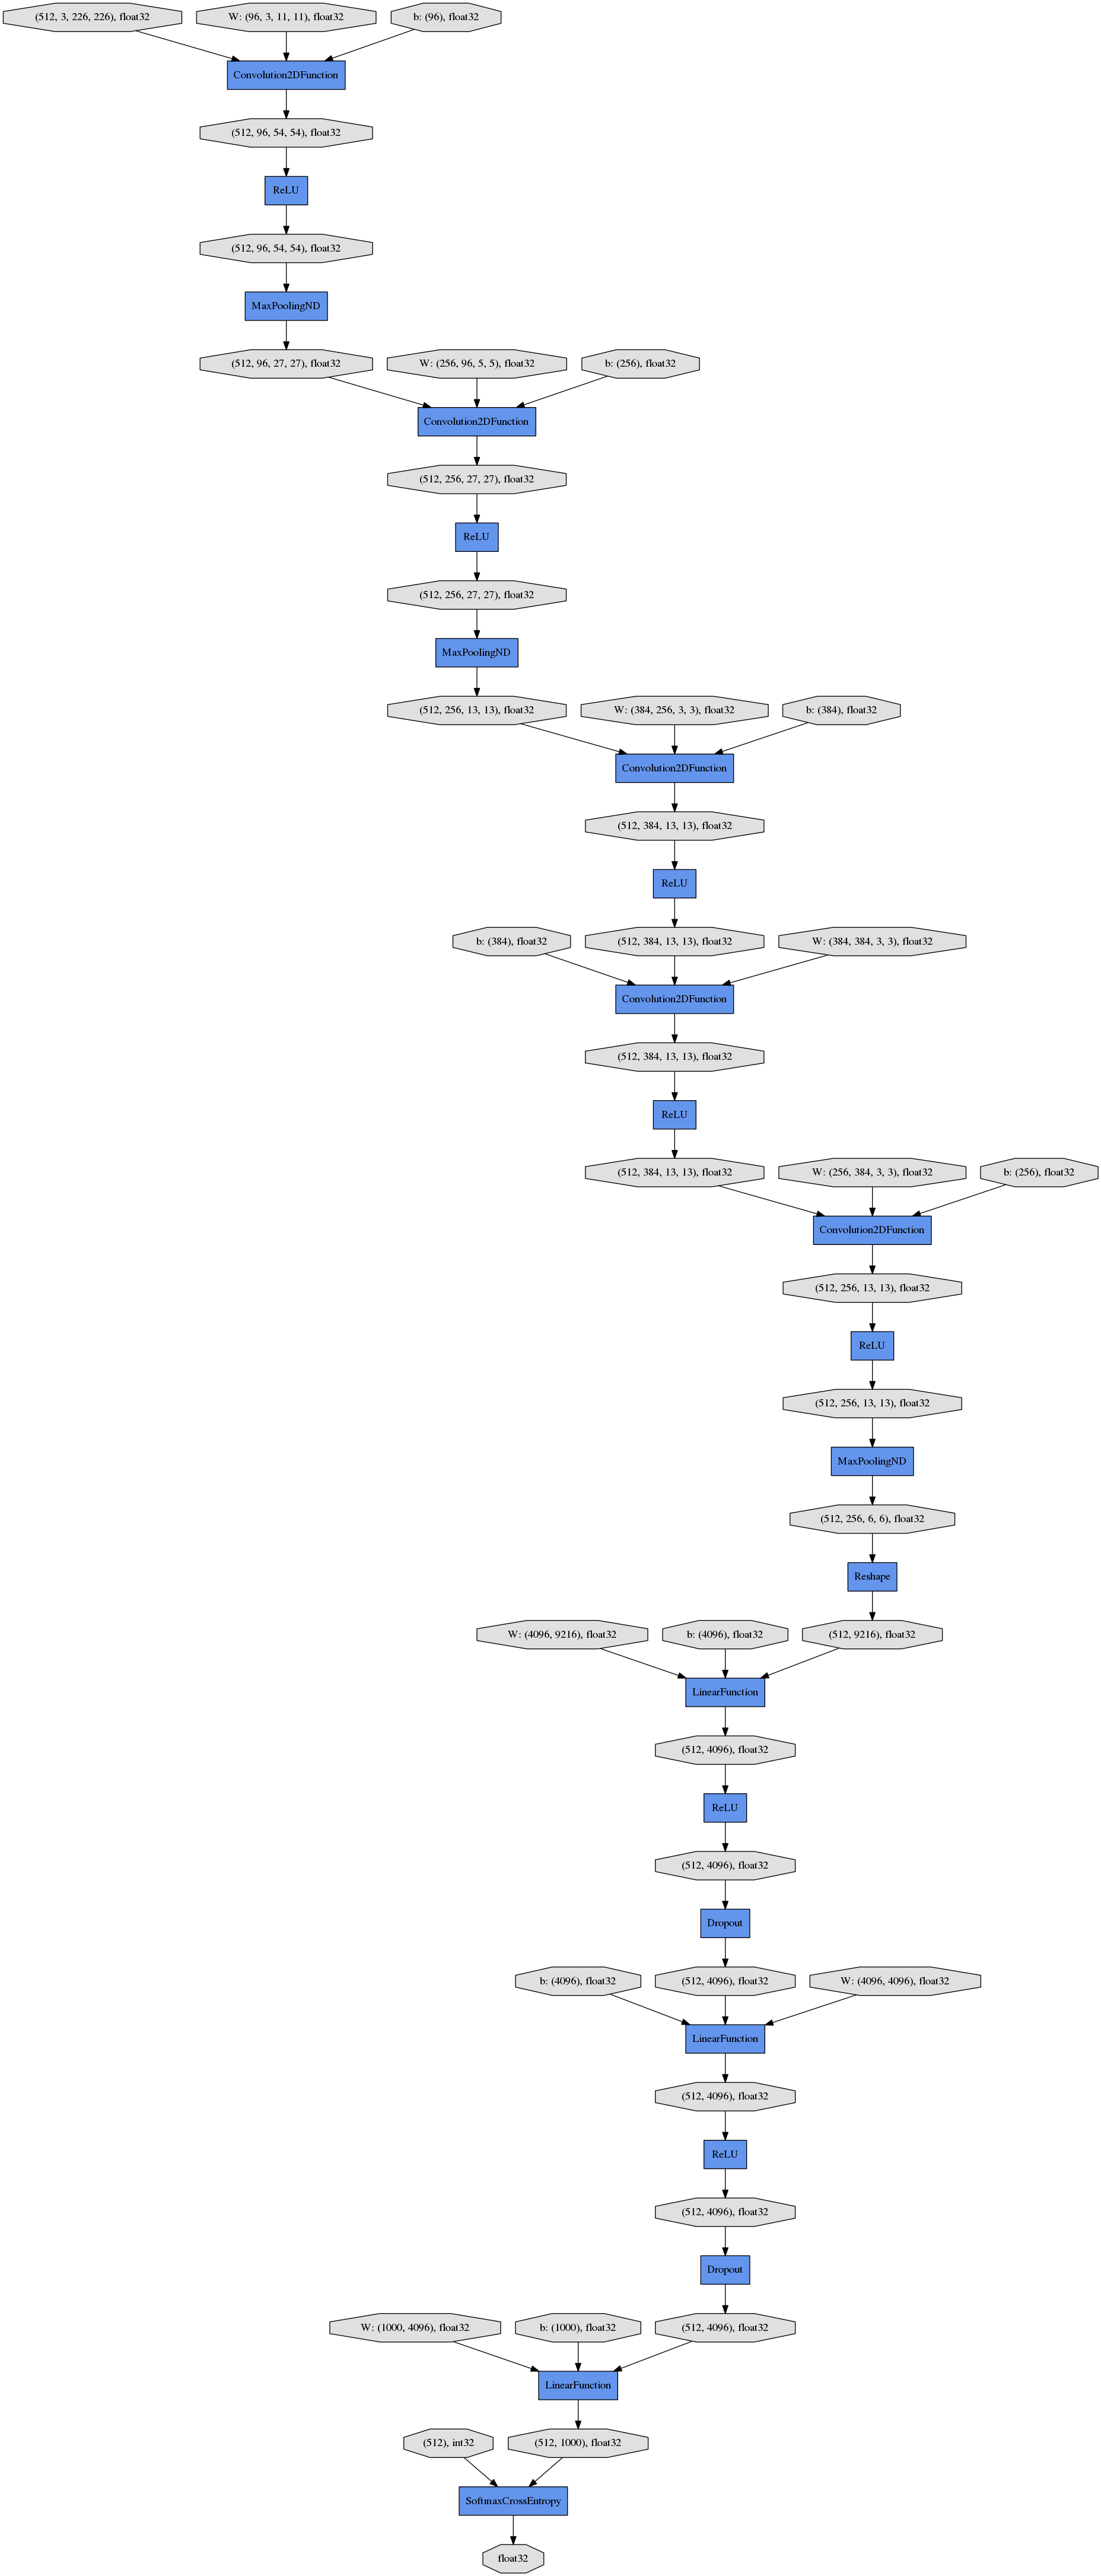 (512, 3, 226, 226), float32
W: (96, 3, 11, 11), float32
b: (96), float32
Convolution2DFunction
(512, 96, 54, 54), float32
ReLU
(512, 96, 54, 54), float32
MaxPoolingND
(512, 96, 27, 27), float32
W: (256, 96, 5, 5), float32
b: (256), float32
Convolution2DFunction
(512, 256, 27, 27), float32
ReLU
(512, 256, 27, 27), float32
MaxPoolingND
(512, 256, 13, 13), float32
W: (384, 256, 3, 3), float32
b: (384), float32
Convolution2DFunction
(512, 384, 13, 13), float32
ReLU
b: (384), float32
(512, 384, 13, 13), float32
W: (384, 384, 3, 3), float32
Convolution2DFunction
(512, 384, 13, 13), float32
ReLU
(512, 384, 13, 13), float32
W: (256, 384, 3, 3), float32
b: (256), float32
Convolution2DFunction
(512, 256, 13, 13), float32
ReLU
(512, 256, 13, 13), float32
MaxPoolingND
(512, 256, 6, 6), float32
Reshape
W: (4096, 9216), float32
b: (4096), float32
(512, 9216), float32
LinearFunction
(512, 4096), float32
ReLU
(512, 4096), float32
Dropout
b: (4096), float32
(512, 4096), float32
W: (4096, 4096), float32
LinearFunction
(512, 4096), float32
ReLU
(512, 4096), float32
Dropout
W: (1000, 4096), float32
b: (1000), float32
(512, 4096), float32
LinearFunction
(512), int32
(512, 1000), float32
SoftmaxCrossEntropy
float32